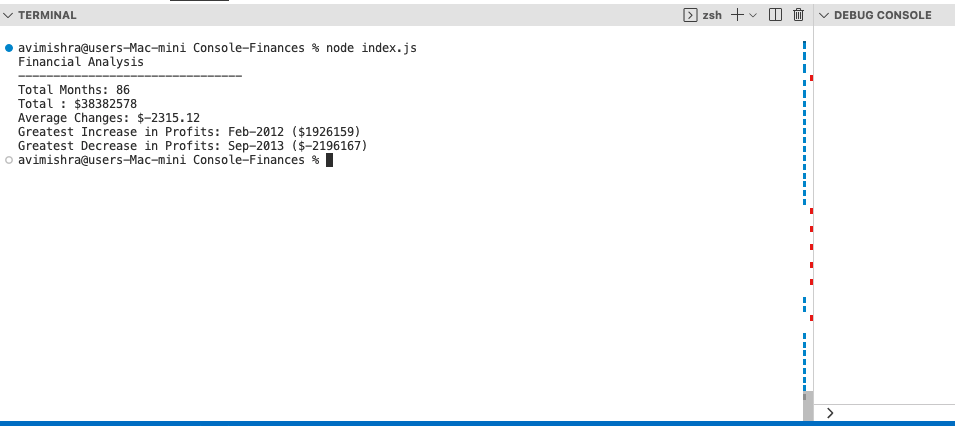 TERMINAL
zsh
DEBUG CONSOLE
avimishra@users-Mac-mini Console-Finances % node index.js
Financial Analysis
--------------------------------
Total Months: 86
Total : $38382578
Average Changes: $-2315.12
Greatest Increase in Profits: Feb-2012 ($1926159)
Greatest Decrease in Profits: Sep-2013 ($-2196167)
avimishra@users-Mac-mini Console-Finances %